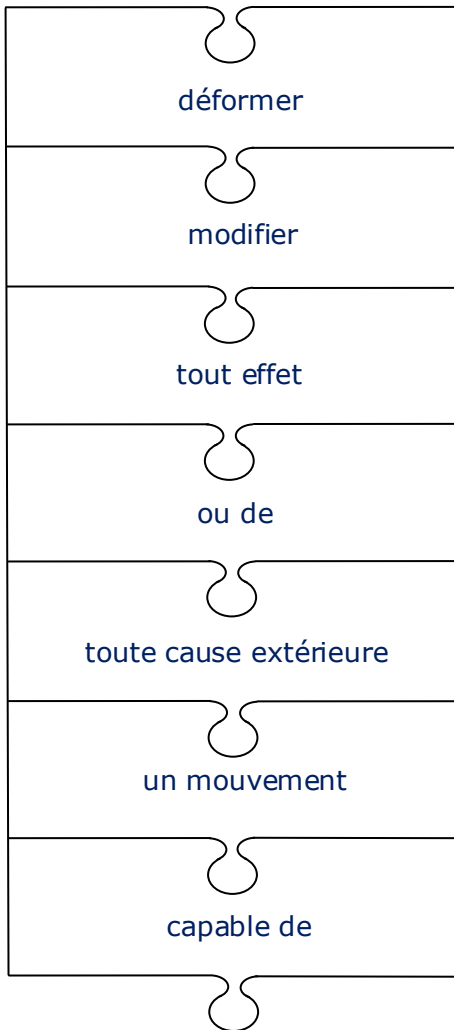 déformer
modifier
tout effet
ou de
toute cause extérieure
un mouvement
capable de